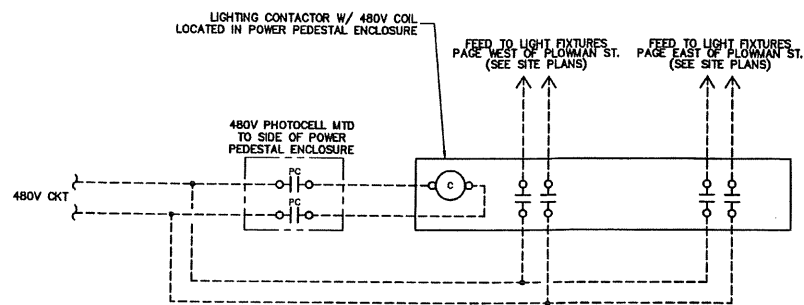 LIGHTING CONTACTOR W/ 480V COIL
LOCATED IN POWER PEDESTAL ENCLOSURE
FEED TO LIGHT FIXTURES
PAGE WEST OF PLOWMAN ST.
(SEE SITE PLANS)
FEED TO LIGHT FIXTURES
PAGE EAST OF PLOWMAN ST.
(SEE SITE PLANS)
480V PHOTOCELL MTD
TO SIDE OF POWER
PEDESTAL ENCLOSURE
PC
C
480V CKT
PC